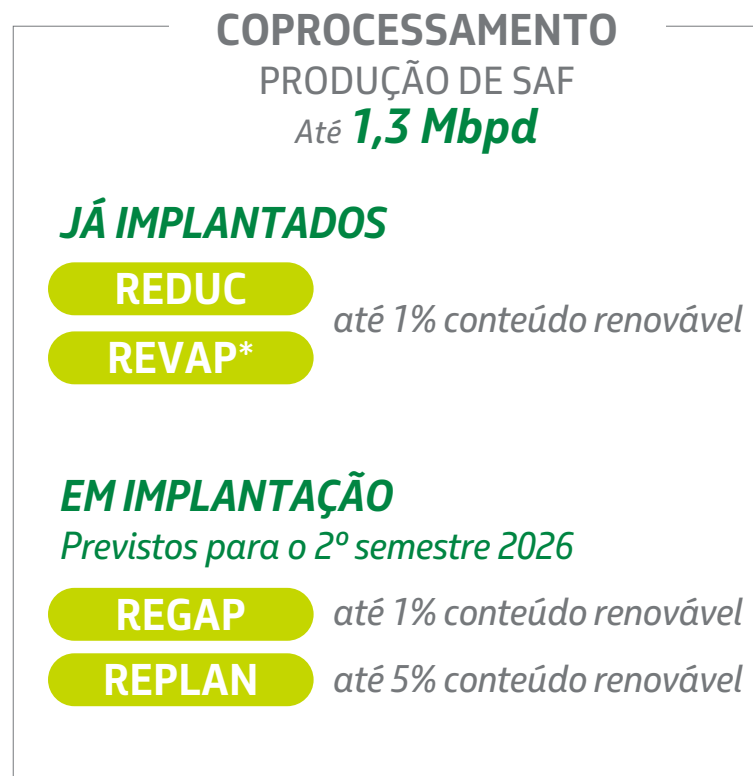 COPROCESSAMENTO
PRODUÇÃO DE SAF
Até 1,3 Mbpd
JÁ IMPLANTADOS
REDUC
até 1% conteúdo renovável
REVAP*
EM IMPLANTAÇÃO
Previstos para o 2º semestre 2026
REGAP até 1% conteúdo renovável
REPLAN até 5% conteúdo renovável